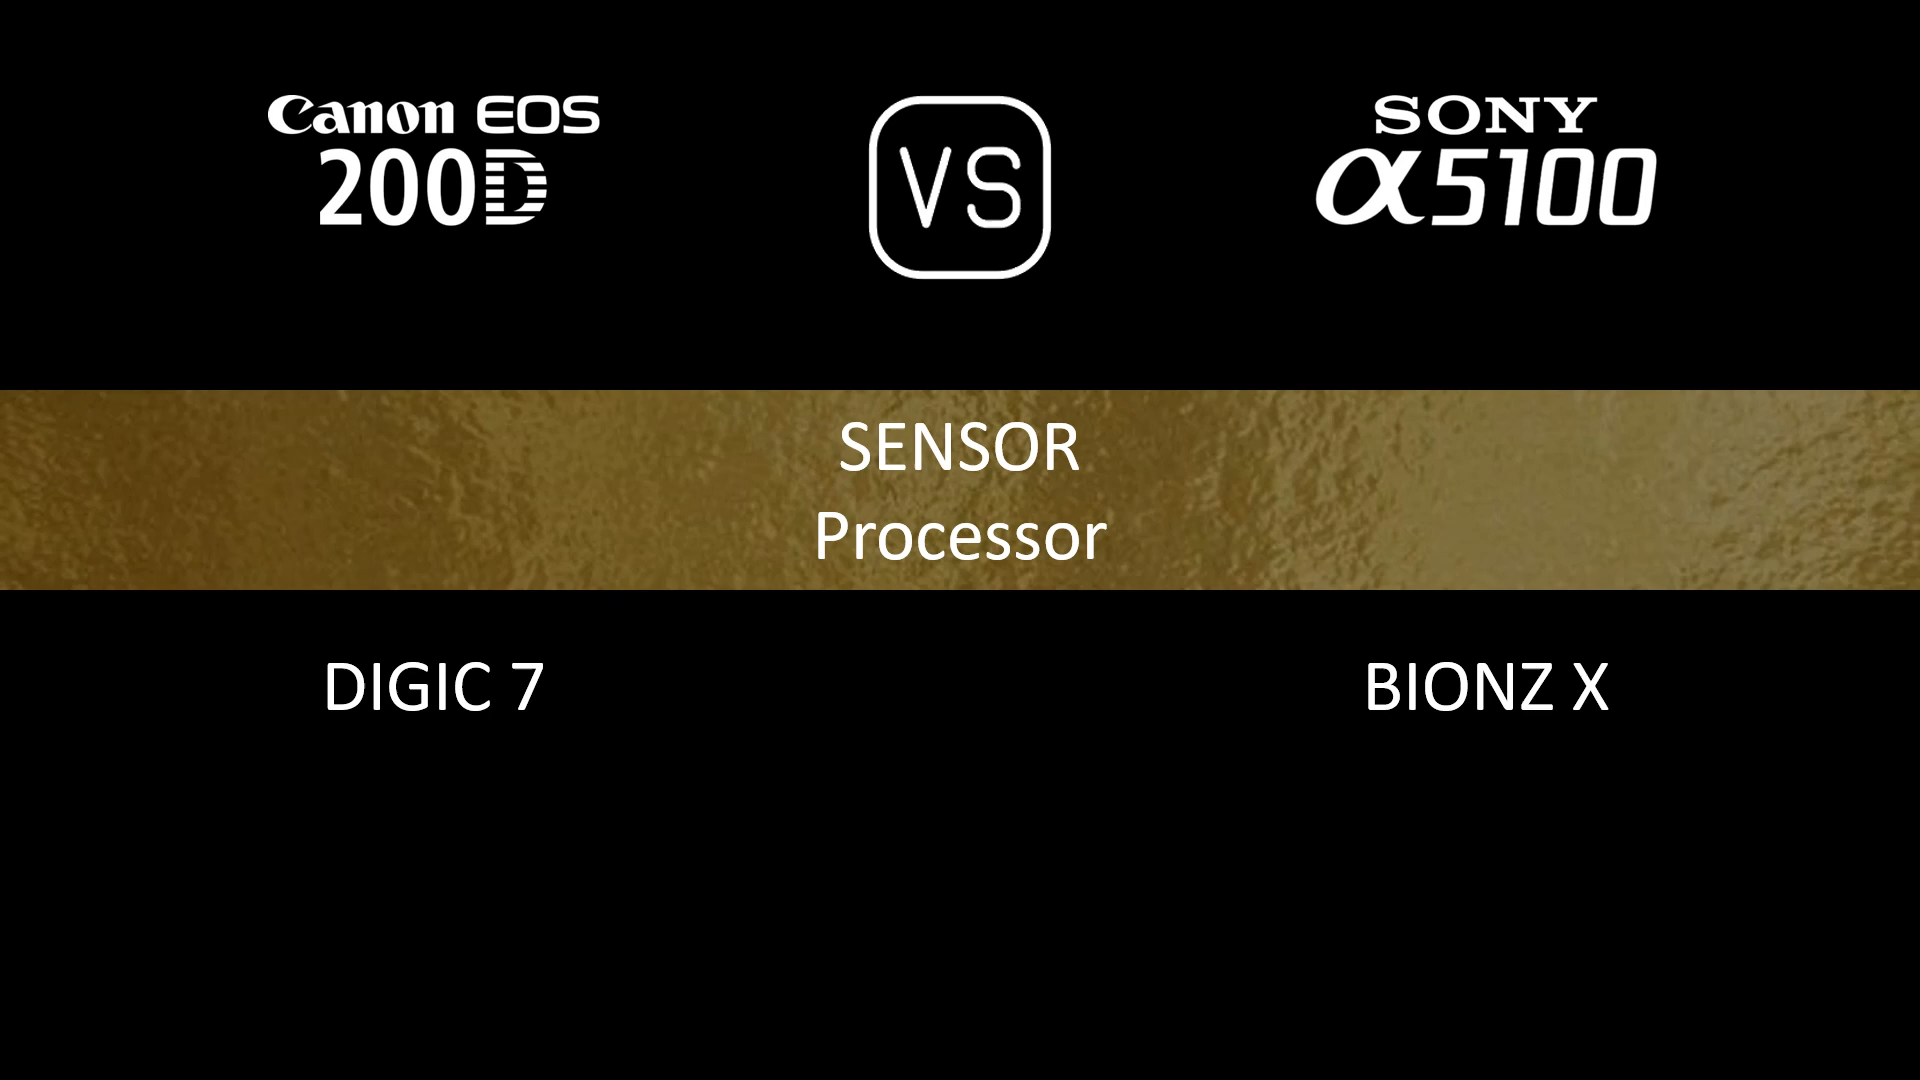 Canon EOS
200D
VS
SONY
α5100
SENSOR
Processor
DIGIC 7
BIONZ X